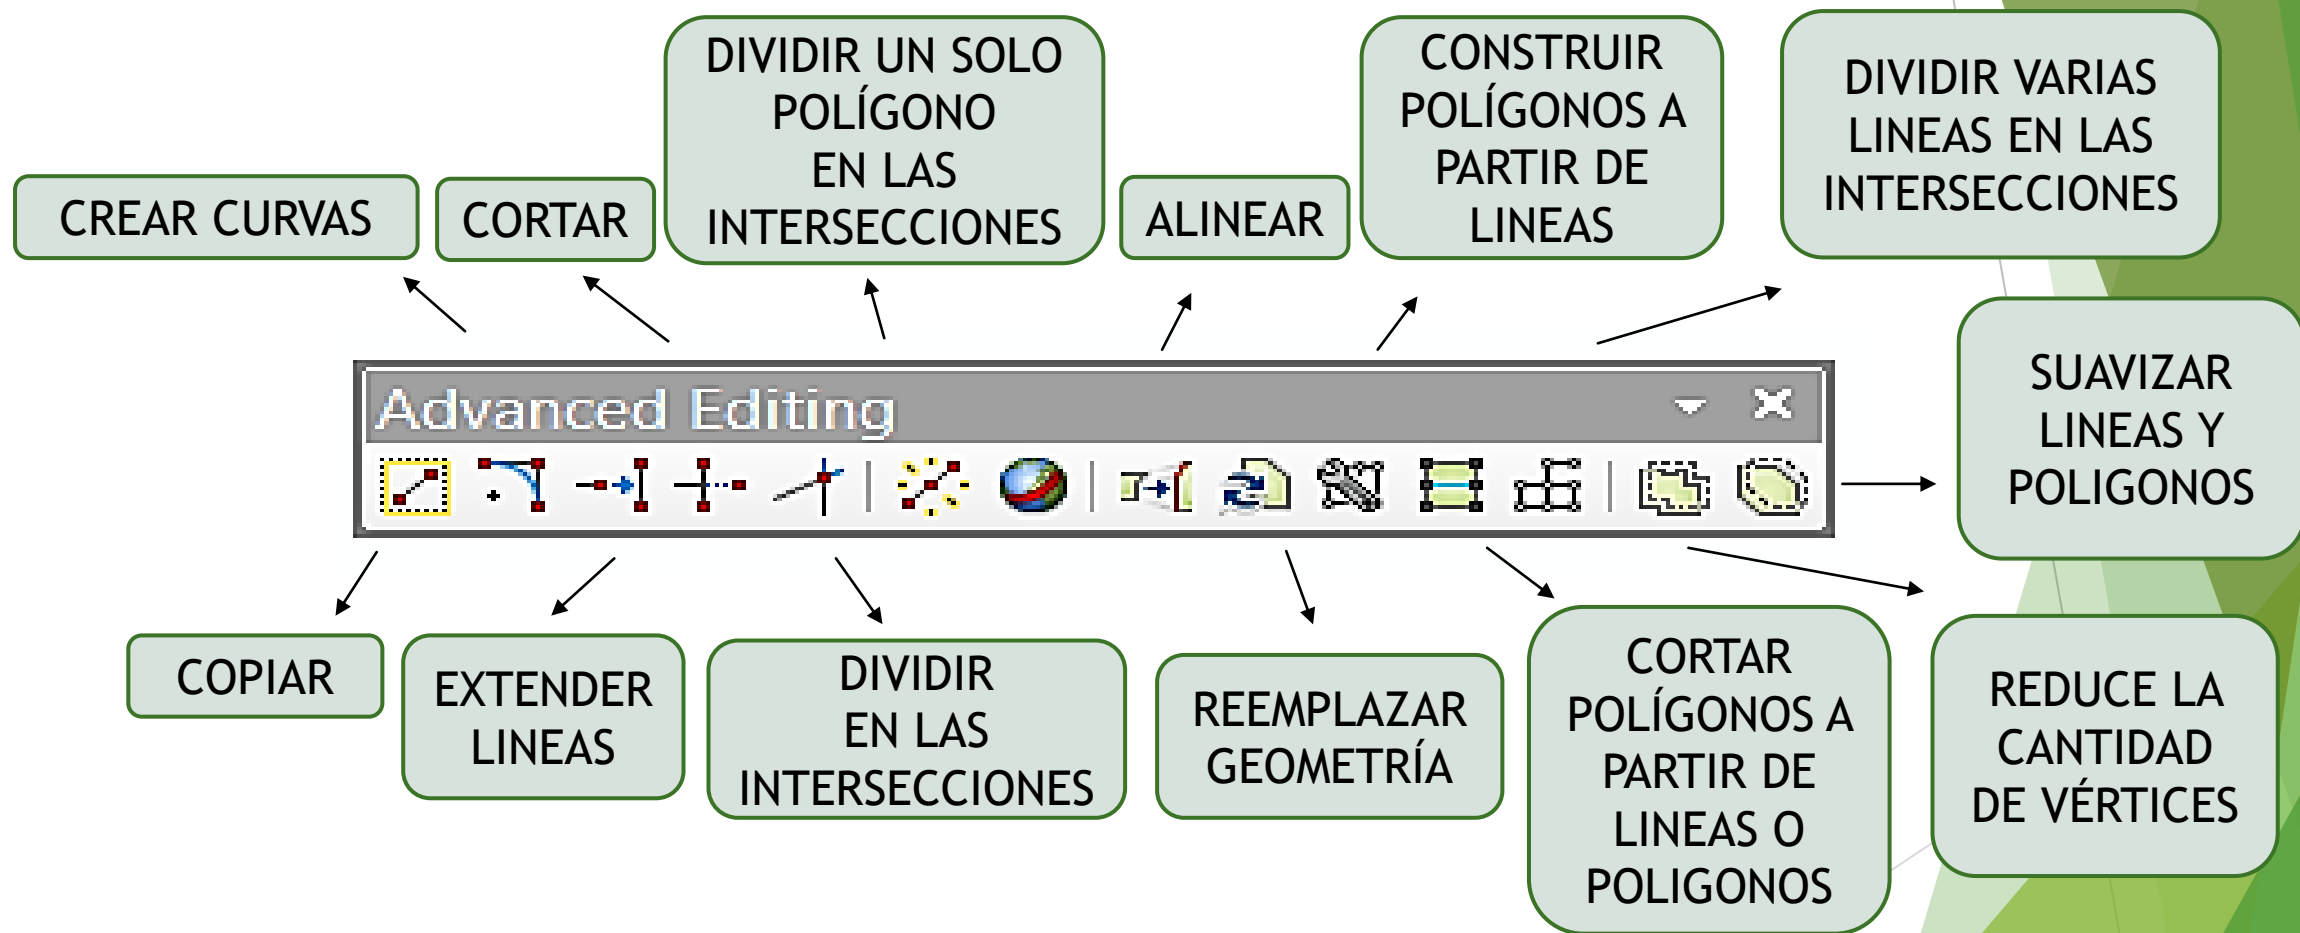 DIVIDIR UN SOLO
POLÍGONO
EN LAS
INTERSECCIONES
CONSTRUIR
POLÍGONOS A
PARTIR DE
LINEAS
DIVIDIR VARIAS
LINEAS EN LAS
INTERSECCIONES
CREAR CURVAS
CORTAR
ALINEAR
SUAVIZAR
LINEAS Y
POLIGONOS
Advanced Editing
COPIAR
EXTENDER
LINEAS
DIVIDIR
EN LAS
INTERSECCIONES
REEMPLAZAR
GEOMETRÍA
CORTAR
POLÍGONOS A
PARTIR DE
LINEAS O
POLIGONOS
REDUCE LA
CANTIDAD
DE VÉRTICES